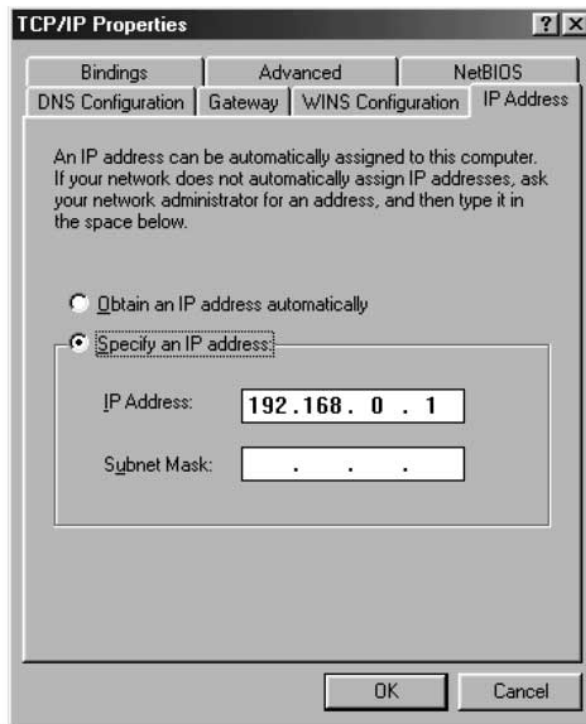 TCP/IP Properties
? ×
Bindings Advanced NetBIOS
DNS Configuration Gateway WINS Configuration IP Address
An IP address can be automatically assigned to this computer.
If your network does not automatically assign IP addresses, ask
your network administrator for an address, and then type it in
the space below.
Obtain an IP address automatically
Specify an IP address:
IP Address: 192.168. 0 . 1
Subnet Mask: . . .
OK Cancel